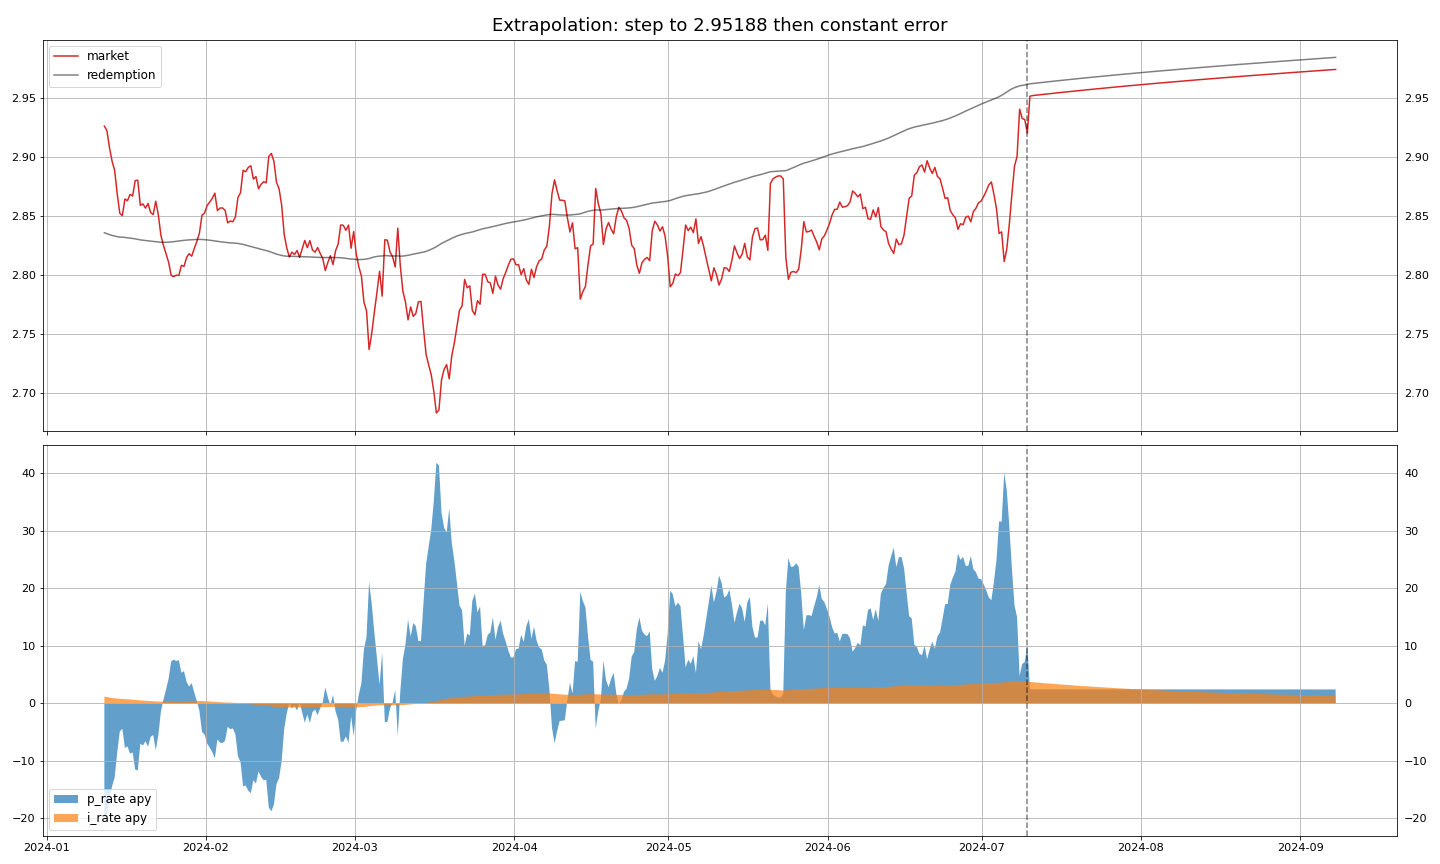 Extrapolation: step to 2.95188 then constant error
market
redemption
2.95 2.95
2.90 2.90
2.85 2.85
2.80 2.80
2.75 2.75
2.70 2.70
40 40
30 30
20 20
10 10
0 0
−10 −10
−20 −20
p_rate apy
i_rate apy
2024-01 2024-02 2024-03 2024-04 2024-05 2024-06 2024-07 2024-08 2024-09